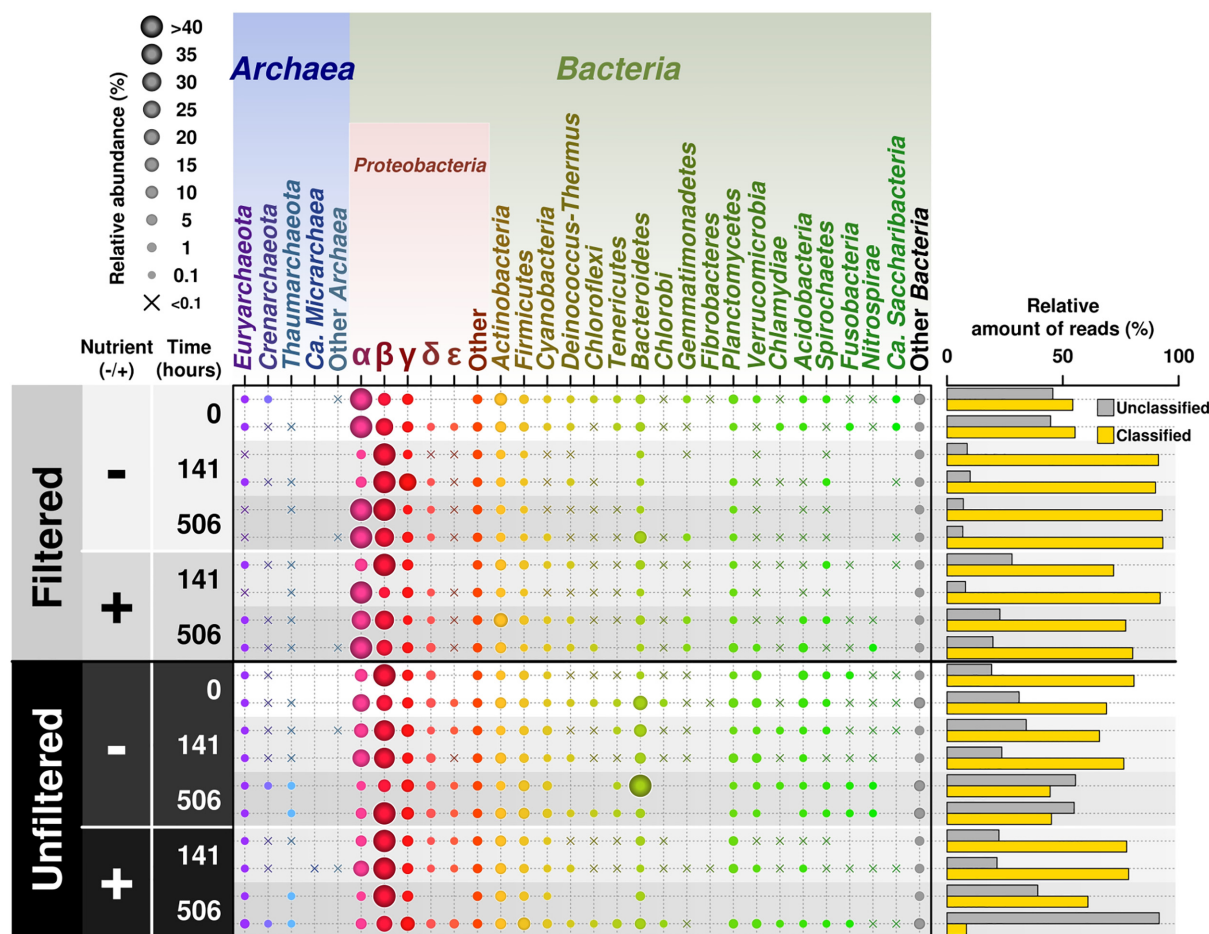 >40
35
30
25
20
15
10
5
1
0.1
<0.1
Relative abundance (%)
Archaea
Bacteria
Proteobacteria
Euryarchaeota
Crenarchaeota
Thaumarchaeota
Ca. Micrarchaea
Other Archaea
α
β
γ
δ
ε
Other
Actinobacteria
Firmicutes
Cyanobacteria
Deinococcus-Thermus
Chloroflexi
Tenericutes
Bacteroidetes
Chlorobi
Gemmatimonadetes
Fibrobacteres
Planctomycetes
Verrucomicrobia
Chlamydiae
Acidobacteria
Spirochaetes
Fusobacteria
Nitrospirae
Ca. Saccharibacteria
Other Bacteria
Relative
amount of reads (%)
0 50 100
Unclassified
Classified
Nutrient
(-/+)
Time
(hours)
Filtered
0
-
141
506
+
141
506
Unfiltered
0
-
141
506
+
141
506